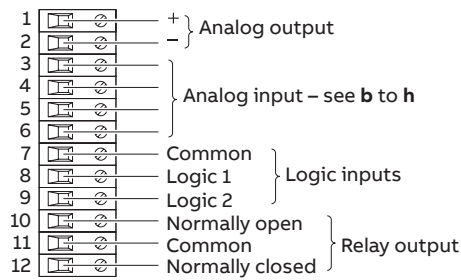 1 +
2 – Analog output
3
4
Analog input – see b to h
5
6
7 Common
8 Logic 1 Logic inputs
9 Logic 2
10 Normally open
11 Common Relay output
12 Normally closed